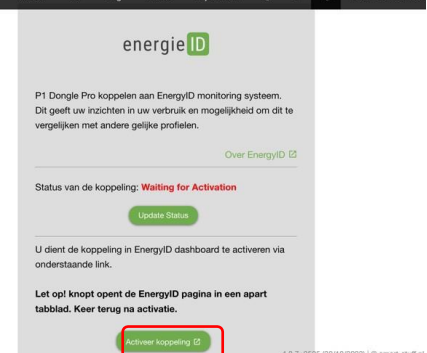 energieID
P1 Dongle Pro koppelen aan EnergyID monitoring systeem.
Dit geeft uw inzichten in uw verbruik en mogelijkheid om dit te
vergelijken met andere gelijke profielen.
Over EnergyID
Status van de koppeling: Waiting for Activation
Update Status
U dient de koppeling in EnergyID dashboard te activeren via
onderstaande link.
Let op! knopt opent de EnergyID pagina in een apart
tabblad. Keer terug na activatie.
Activeer koppeling